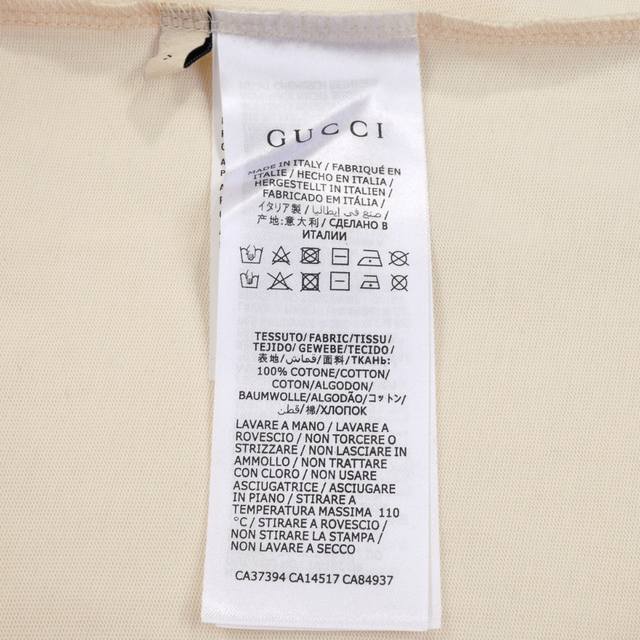 GUCCI
MADE IN ITALY / FABRIQUÉ EN
ITALIE / HECHO EN ITALIA /
HERGESTELLT IN ITALIEN /
FABRICADO EM ITÁLIA /
イタリア製 / صنع في إيطاليا /
产地:意大利 / СДЕЛАНО В
ИТАЛИИ
TESSUTO/FABRIC/TISSU/
TEJIDO/ GEWEBE/TECIDO/
表地/قماش/面料/ТКАНЬ:
100% COTONE/COTTON/
COTON/ALGODON/
BAUMWOLLE/ALGODÃO/コットン/
قطن/棉/ХЛОПОК
LAVARE A MANO / LAVARE A
ROVESCIO / NON TORCERE O
STRIZZARE / NON LASCIARE IN
AMMOLLO / NON TRATTARE
CON CLORO / NON USARE
ASCIUGATRICE / ASCIUGARE
IN PIANO / STIRARE A
TEMPERATURA MASSIMA 110
°C / STIRARE A ROVESCIO /
NON STIRARE LA STAMPA /
NON LAVARE A SECCO
CA37394 CA14517 CA84937